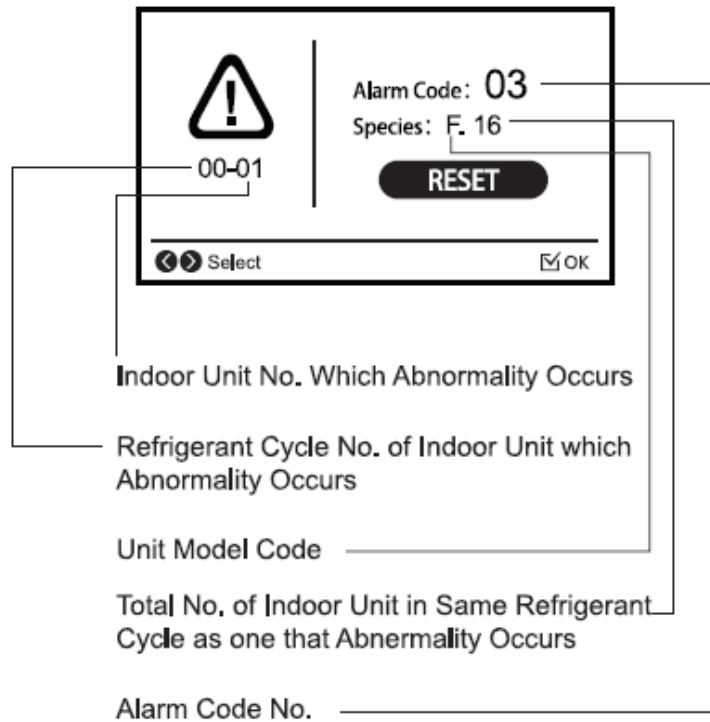 Alarm Code: 03
Species: F. 16
00-01
RESET
Select
OK
Indoor Unit No. Which Abnormality Occurs
Refrigerant Cycle No. of Indoor Unit which
Abnormality Occurs
Unit Model Code
Total No. of Indoor Unit in Same Refrigerant
Cycle as one that Abnermality Occurs
Alarm Code No.